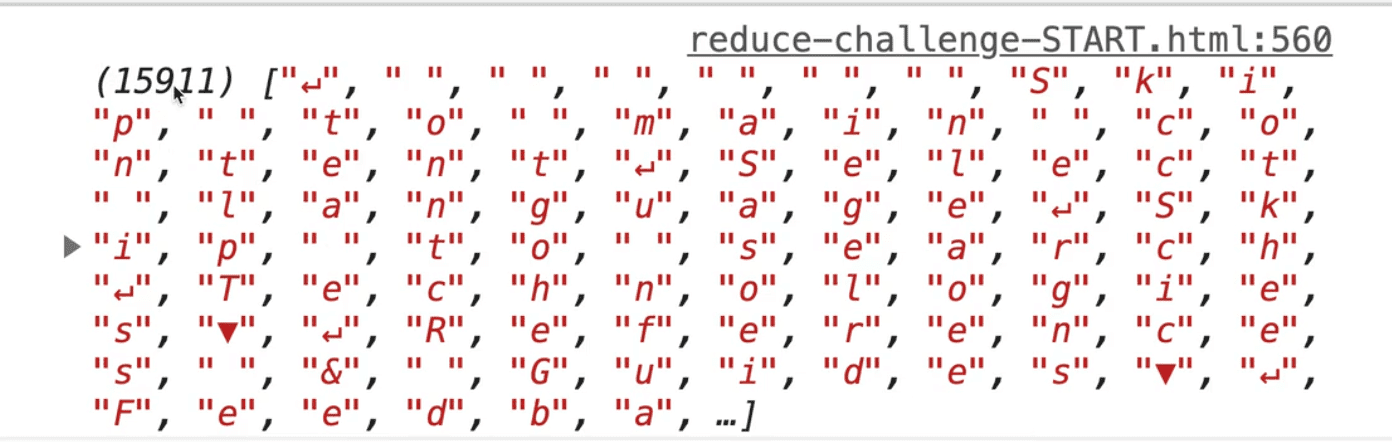 reduce-challenge-START.html:560
(15911) ["↵", " ", " ", " ", " ", " ", " ", "S", "k", "i",
"p", " ", "t", "o", " ", "m", "a", "i", "n", " ", "c", "o",
"n", "t", "e", "n", "t", "↵", "S", "e", "l", "e", "c", "t",
" ", "l", "a", "n", "g", "u", "a", "g", "e", "↵", "S", "k",
▶ "i", "p", " ", "t", "o", " ", "s", "e", "a", "r", "c", "h",
"↵", "T", "e", "c", "h", "n", "o", "l", "o", "g", "i", "e",
"s", "▼", "↵", "R", "e", "f", "e", "r", "e", "n", "c", "e",
"s", " ", "&", " ", "G", "u", "i", "d", "e", "s", "▼", "↵",
"F", "e", "e", "d", "b", "a", …]